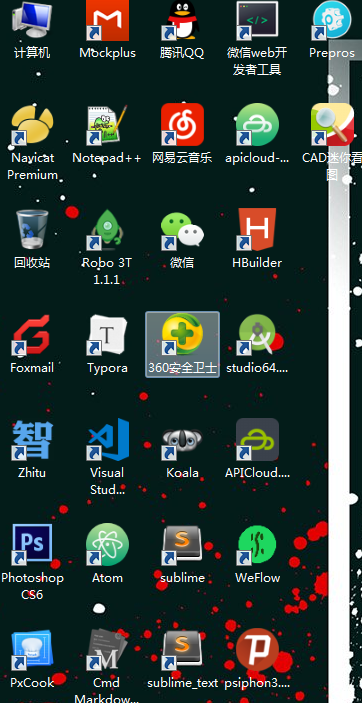 计算机
Mockplus
腾讯QQ
微信web开
发者工具
Prepros
Navicat
Premium
Notepad++
网易云音乐
apicloud-...
CAD迷你看
图
回收站
Robo 3T
1.1.1
微信
HBuilder
Foxmail
Typora
360安全卫士
studio64....
智
Zhitu
Visual
Stud...
Koala
APICloud....
Ps
Photoshop
CS6
Atom
sublime
WeFlow
PxCook
Cmd
Markdown...
sublime_text
psiphon3....